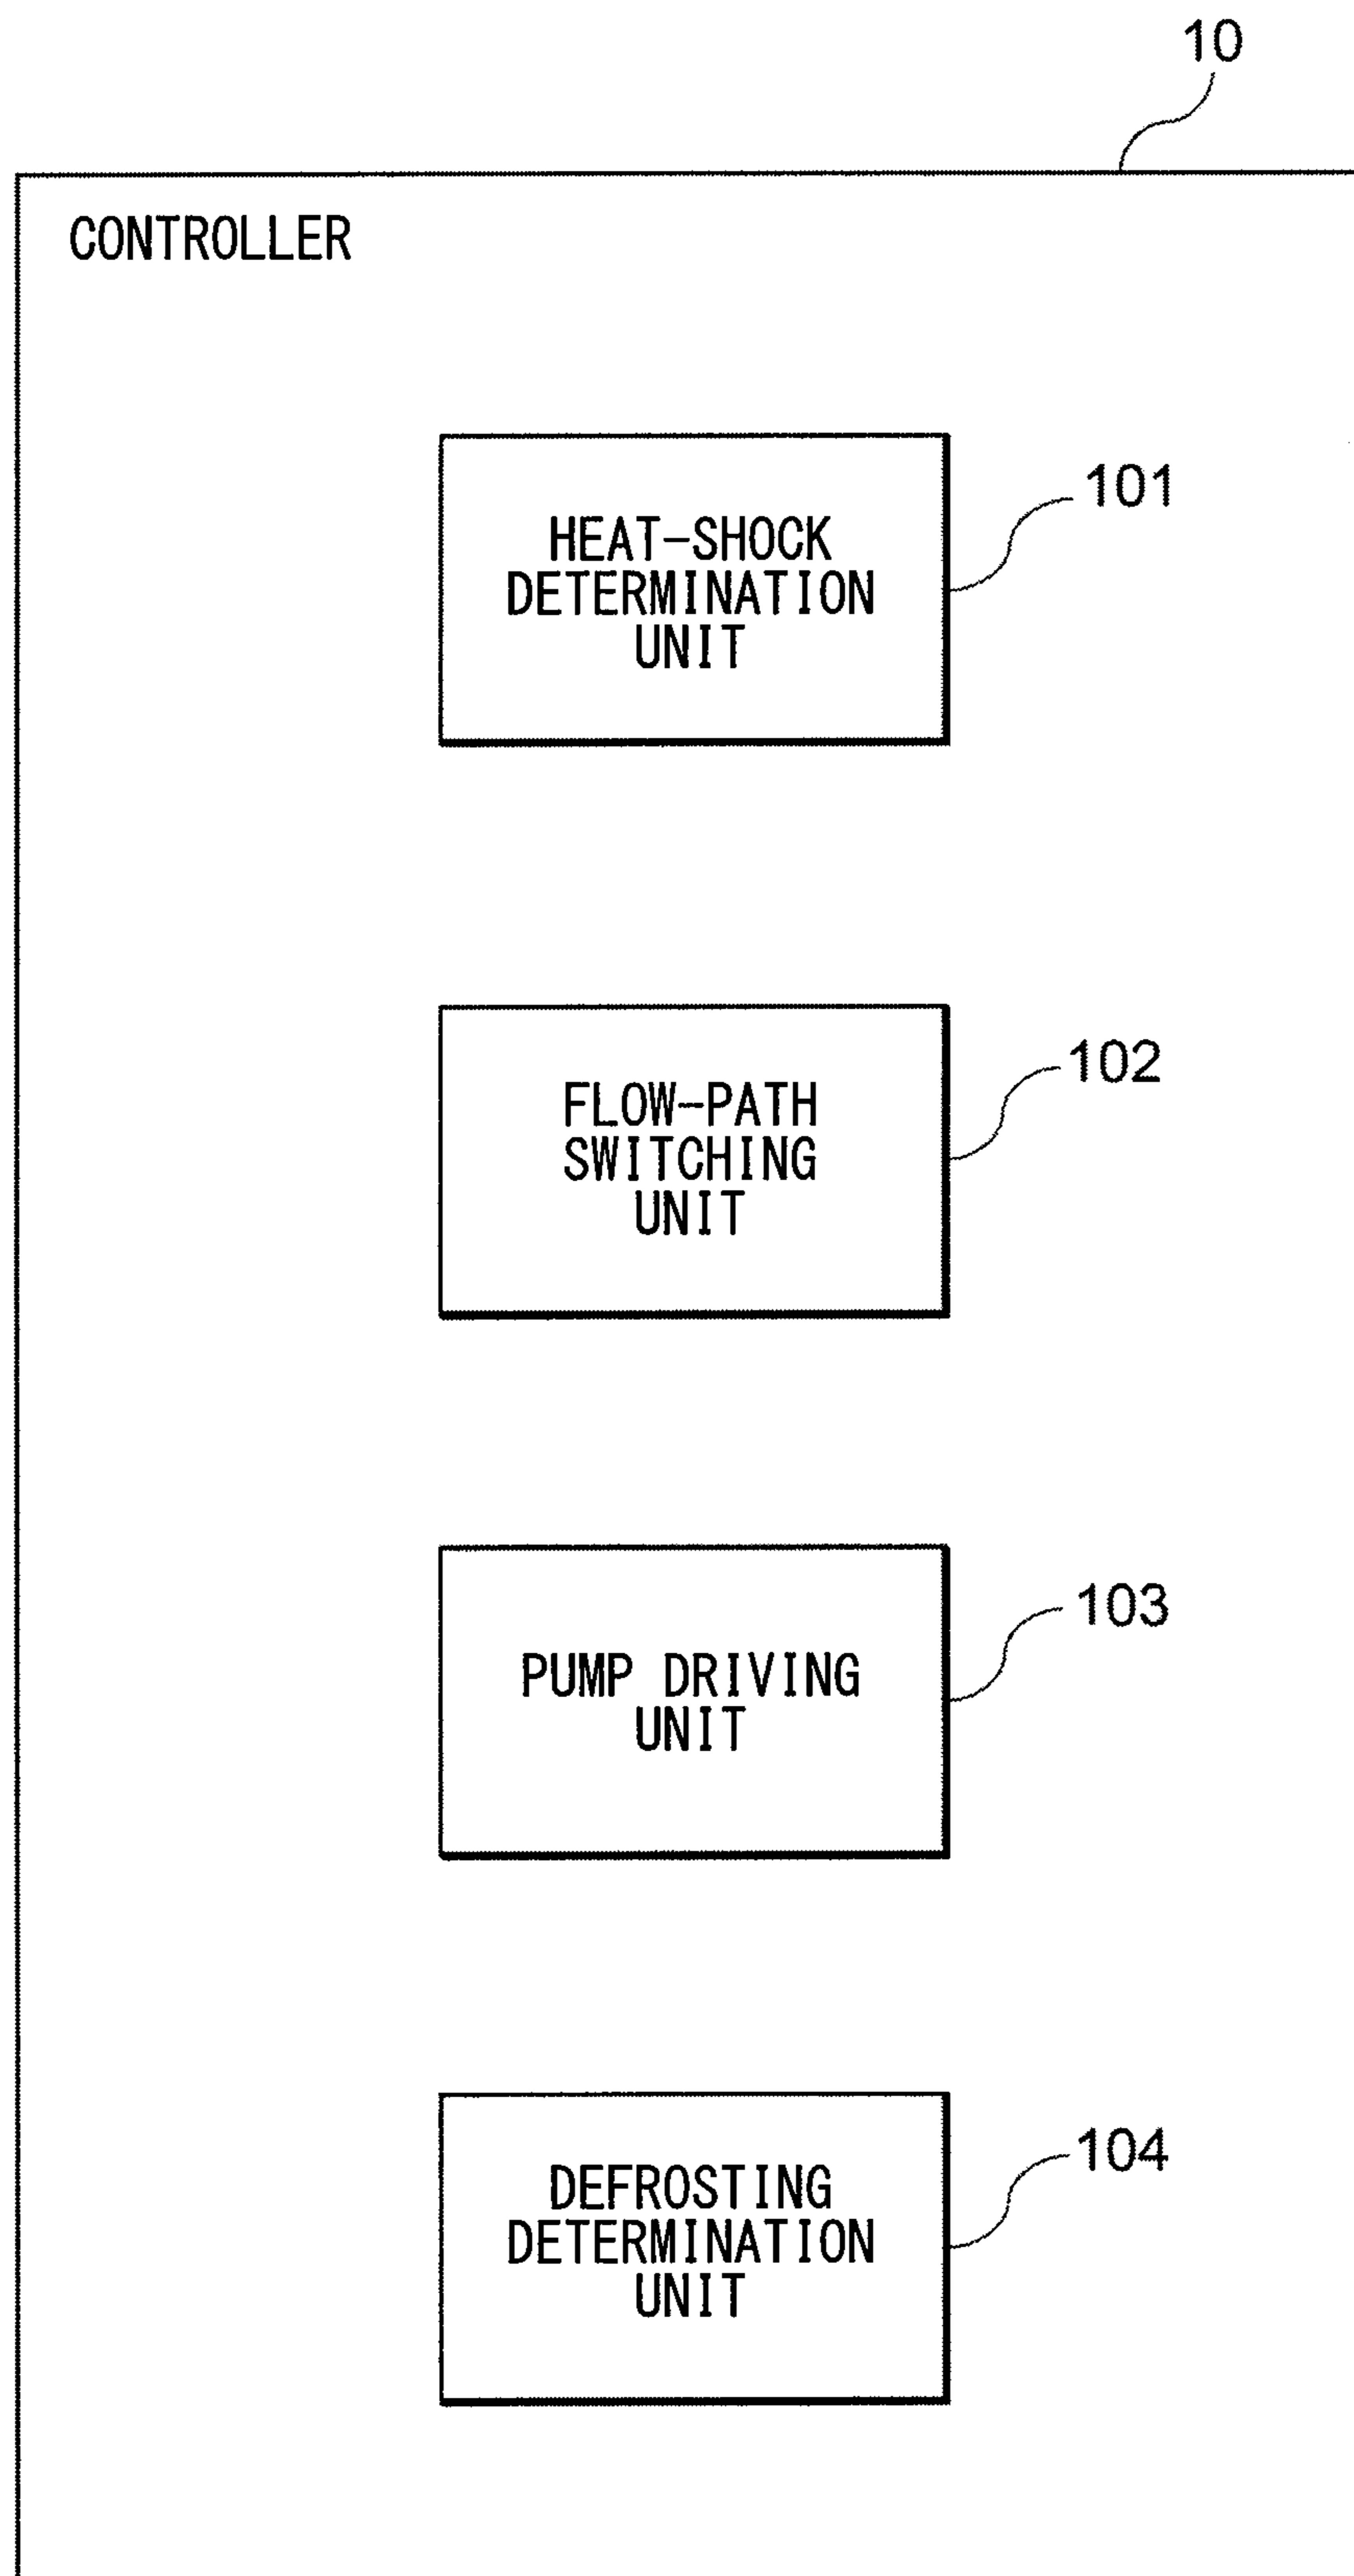 10
CONTROLLER
HEAT-SHOCK
DETERMINATION
UNIT
101
FLOW-PATH
SWITCHING
UNIT
102
PUMP DRIVING
UNIT
103
DEFROSTING
DETERMINATION
UNIT
104